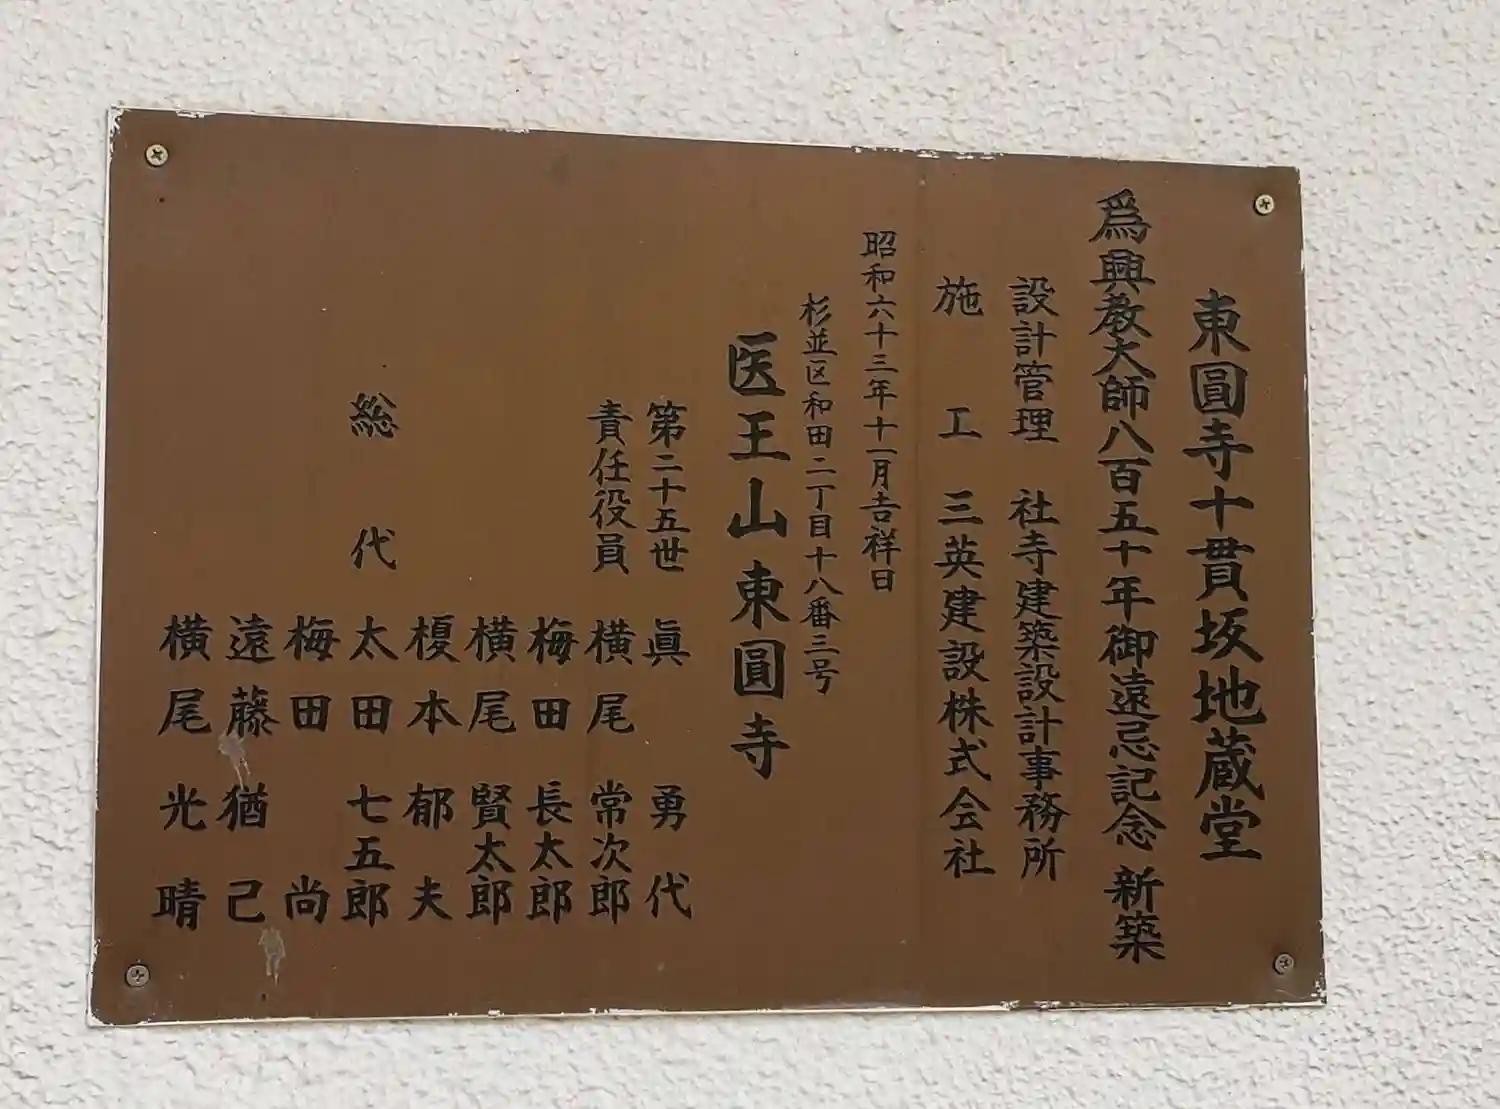 東圓寺十貫坂地蔵堂
爲興教大師八百五十年御遠忌記念 新築
設計管理 社寺建築設計事務所
施工 三英建設株式会社
昭和六十三年十一月吉祥日
杉並区和田二丁目十八番三号
医王山東圓寺
第二十五世 眞勇代
責任役員 横尾常次郎
梅田長太郎
横尾賢太郎
榎本郁夫
総代 太田七五郎
梅田尚
遠藤猶己
横尾光晴